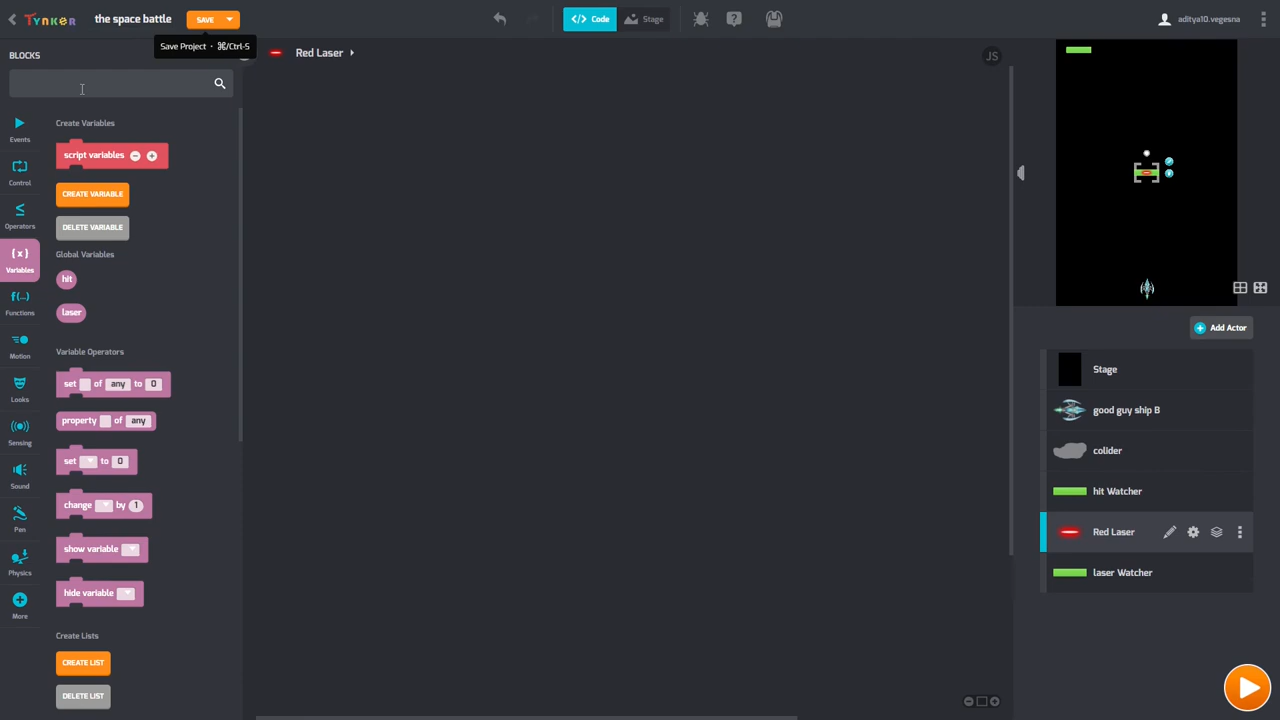 TYNKER
the space battle
SAVE
Code
Stage
aditya10.vegesna
Save Project · ⌘/Ctrl-S
BLOCKS
Red Laser
JS
Events
Control
Operators
Variables
Functions
Motion
Looks
Sensing
Sound
Pen
Physics
More
Create Variables
script variables
CREATE VARIABLE
DELETE VARIABLE
Global Variables
hit
laser
Variable Operators
set of any to 0
property of any
set to 0
change by 1
show variable
hide variable
Create Lists
CREATE LIST
DELETE LIST
Add Actor
Stage
good guy ship B
colider
hit Watcher
Red Laser
laser Watcher